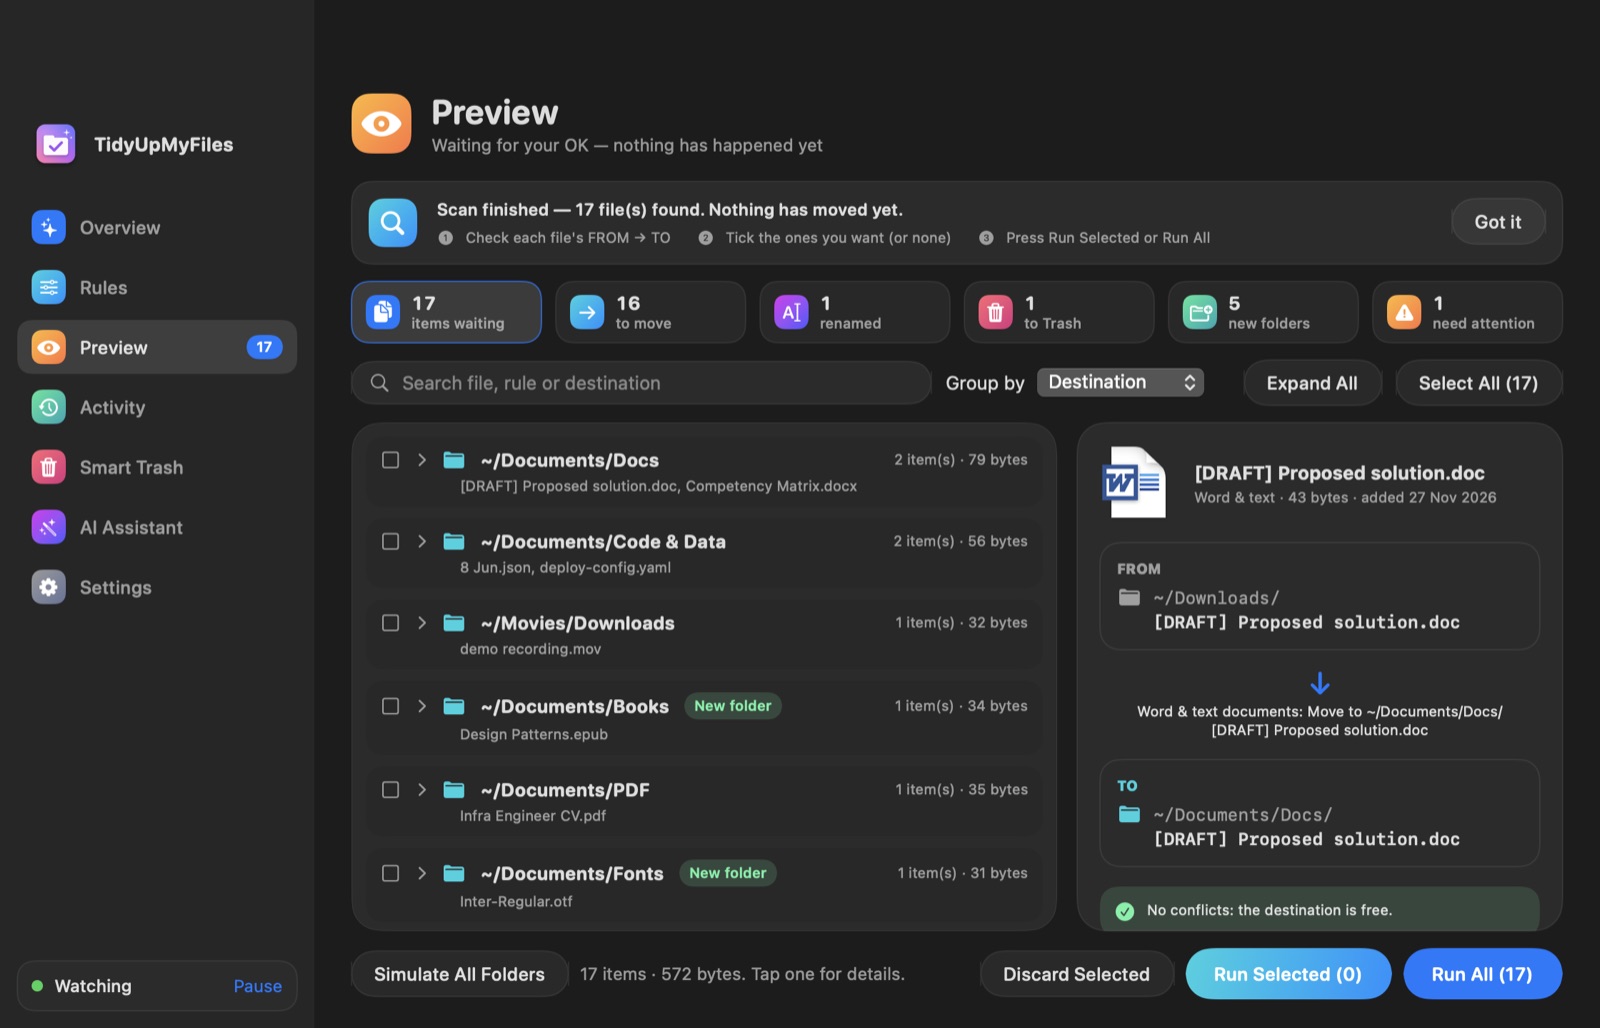 TidyUpMyFiles
Overview
Rules
Preview
17
Activity
Smart Trash
AI Assistant
Settings
Watching
Pause
Preview
Waiting for your OK — nothing has happened yet
Scan finished — 17 file(s) found. Nothing has moved yet.
1 Check each file's FROM → TO 2 Tick the ones you want (or none) 3 Press Run Selected or Run All
Got it
17
items waiting
16
to move
1
renamed
1
to Trash
5
new folders
1
need attention
Search file, rule or destination
Group by
Destination
Expand All
Select All (17)
~/Documents/Docs
2 item(s) · 79 bytes
[DRAFT] Proposed solution.doc, Competency Matrix.docx
~/Documents/Code & Data
2 item(s) · 56 bytes
8 Jun.json, deploy-config.yaml
~/Movies/Downloads
1 item(s) · 32 bytes
demo recording.mov
~/Documents/Books
New folder
1 item(s) · 34 bytes
Design Patterns.epub
~/Documents/PDF
1 item(s) · 35 bytes
Infra Engineer CV.pdf
~/Documents/Fonts
New folder
1 item(s) · 31 bytes
Inter-Regular.otf
[DRAFT] Proposed solution.doc
Word & text · 43 bytes · added 27 Nov 2026
FROM
~/Downloads/
[DRAFT] Proposed solution.doc
Word & text documents: Move to ~/Documents/Docs/
[DRAFT] Proposed solution.doc
TO
~/Documents/Docs/
[DRAFT] Proposed solution.doc
No conflicts: the destination is free.
Simulate All Folders
17 items · 572 bytes. Tap one for details.
Discard Selected
Run Selected (0)
Run All (17)